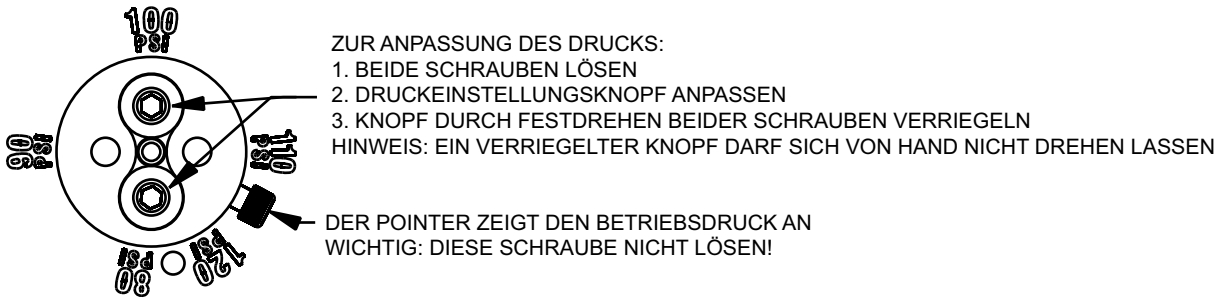 100
PSI
ZUR ANPASSUNG DES DRUCKS:
1. BEIDE SCHRAUBEN LÖSEN
2. DRUCKEINSTELLUNGSKNOPF ANPASSEN
3. KNOPF DURCH FESTDREHEN BEIDER SCHRAUBEN VERRIEGELN
HINWEIS: EIN VERRIEGELTER KNOPF DARF SICH VON HAND NICHT DREHEN LASSEN
90
PSI
110
PSI
DER POINTER ZEIGT DEN BETRIEBSDRUCK AN
WICHTIG: DIESE SCHRAUBE NICHT LÖSEN!
80
PSI
120
PSI